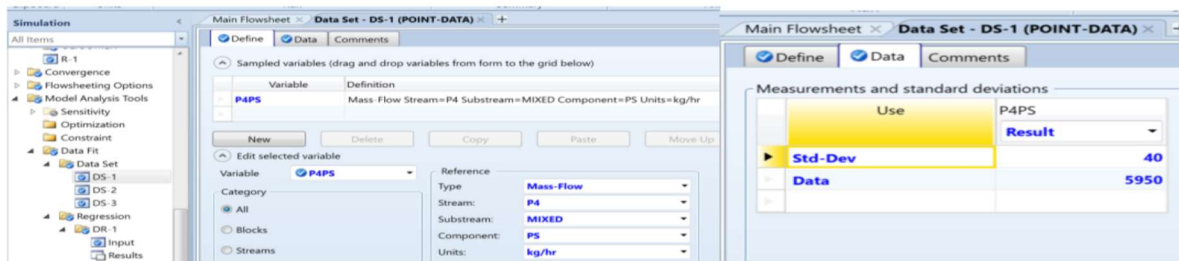 Simulation
All Items
R-1
Convergence
Flowsheeting Options
Model Analysis Tools
Sensitivity
Optimization
Constraint
Data Fit
Data Set
DS-1
DS-2
DS-3
Regression
DR-1
Input
Results
Main Flowsheet × Data Set - DS-1 (POINT-DATA) × +
Define Data Comments
Sampled variables (drag and drop variables from form to the grid below)
Variable Definition
P4PS Mass-Flow Stream=P4 Substream=MIXED Component=PS Units=kg/hr
New Delete Copy Paste Move Up
Edit selected variable
Variable P4PS
Category
All
Blocks
Streams
Reference
Type Mass-Flow
Stream: P4
Substream: MIXED
Component: PS
Units: kg/hr
Main Flowsheet × Data Set - DS-1 (POINT-DATA) ×
Define Data Comments
Measurements and standard deviations
Use P4PS
Result
Std-Dev 40
Data 5950